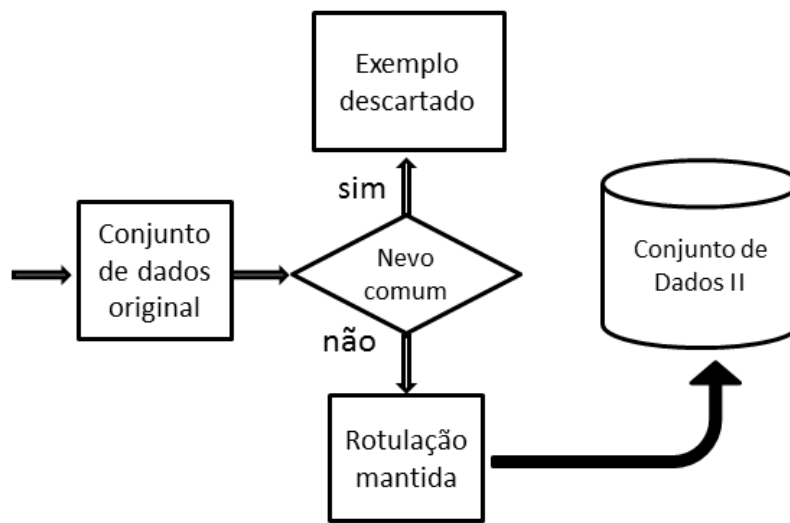 Exemplo
descartado
sim
Conjunto
de dados
original
Nevo
comum
Conjunto de
Dados II
não
Rotulação
mantida